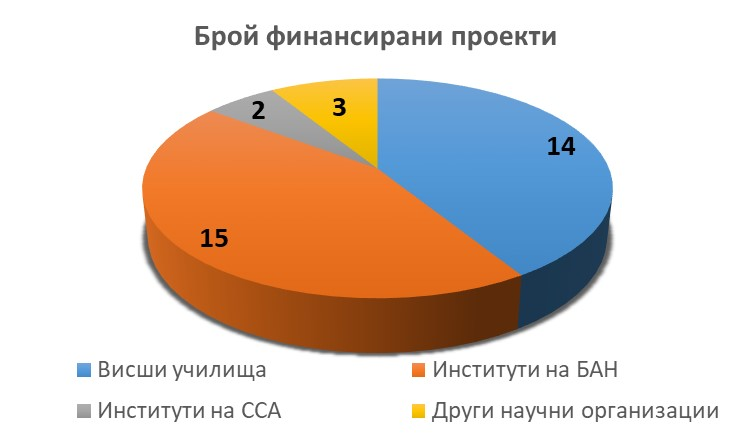 Брой финансирани проекти
2
3
14
15
Висши училища
Институти на БАН
Институти на ССА
Други научни организации